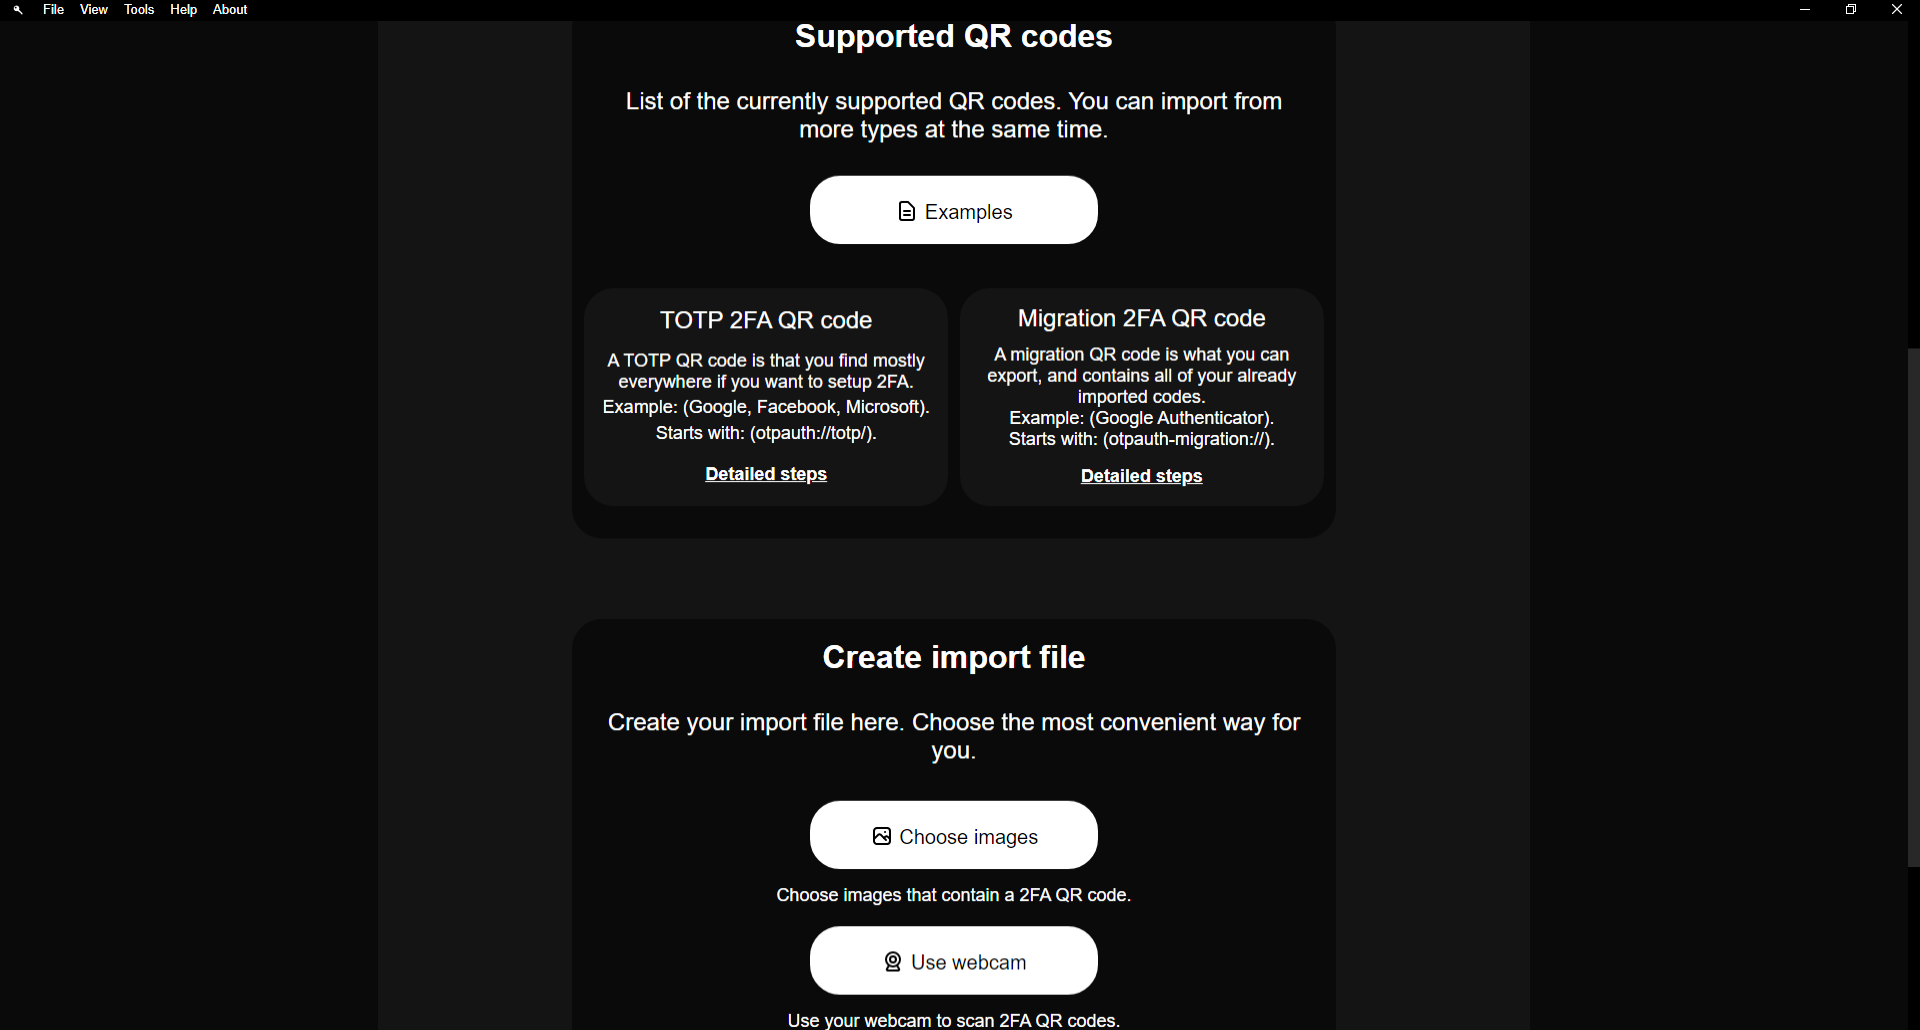 File View Tools Help About
Supported QR codes
List of the currently supported QR codes. You can import from
more types at the same time.
Examples
TOTP 2FA QR code
A TOTP QR code is that you find mostly
everywhere if you want to setup 2FA.
Example: (Google, Facebook, Microsoft).
Starts with: (otpauth://totp/).
Detailed steps
Migration 2FA QR code
A migration QR code is what you can
export, and contains all of your already
imported codes.
Example: (Google Authenticator).
Starts with: (otpauth-migration://).
Detailed steps
Create import file
Create your import file here. Choose the most convenient way for
you.
Choose images
Choose images that contain a 2FA QR code.
Use webcam
Use your webcam to scan 2FA QR codes.